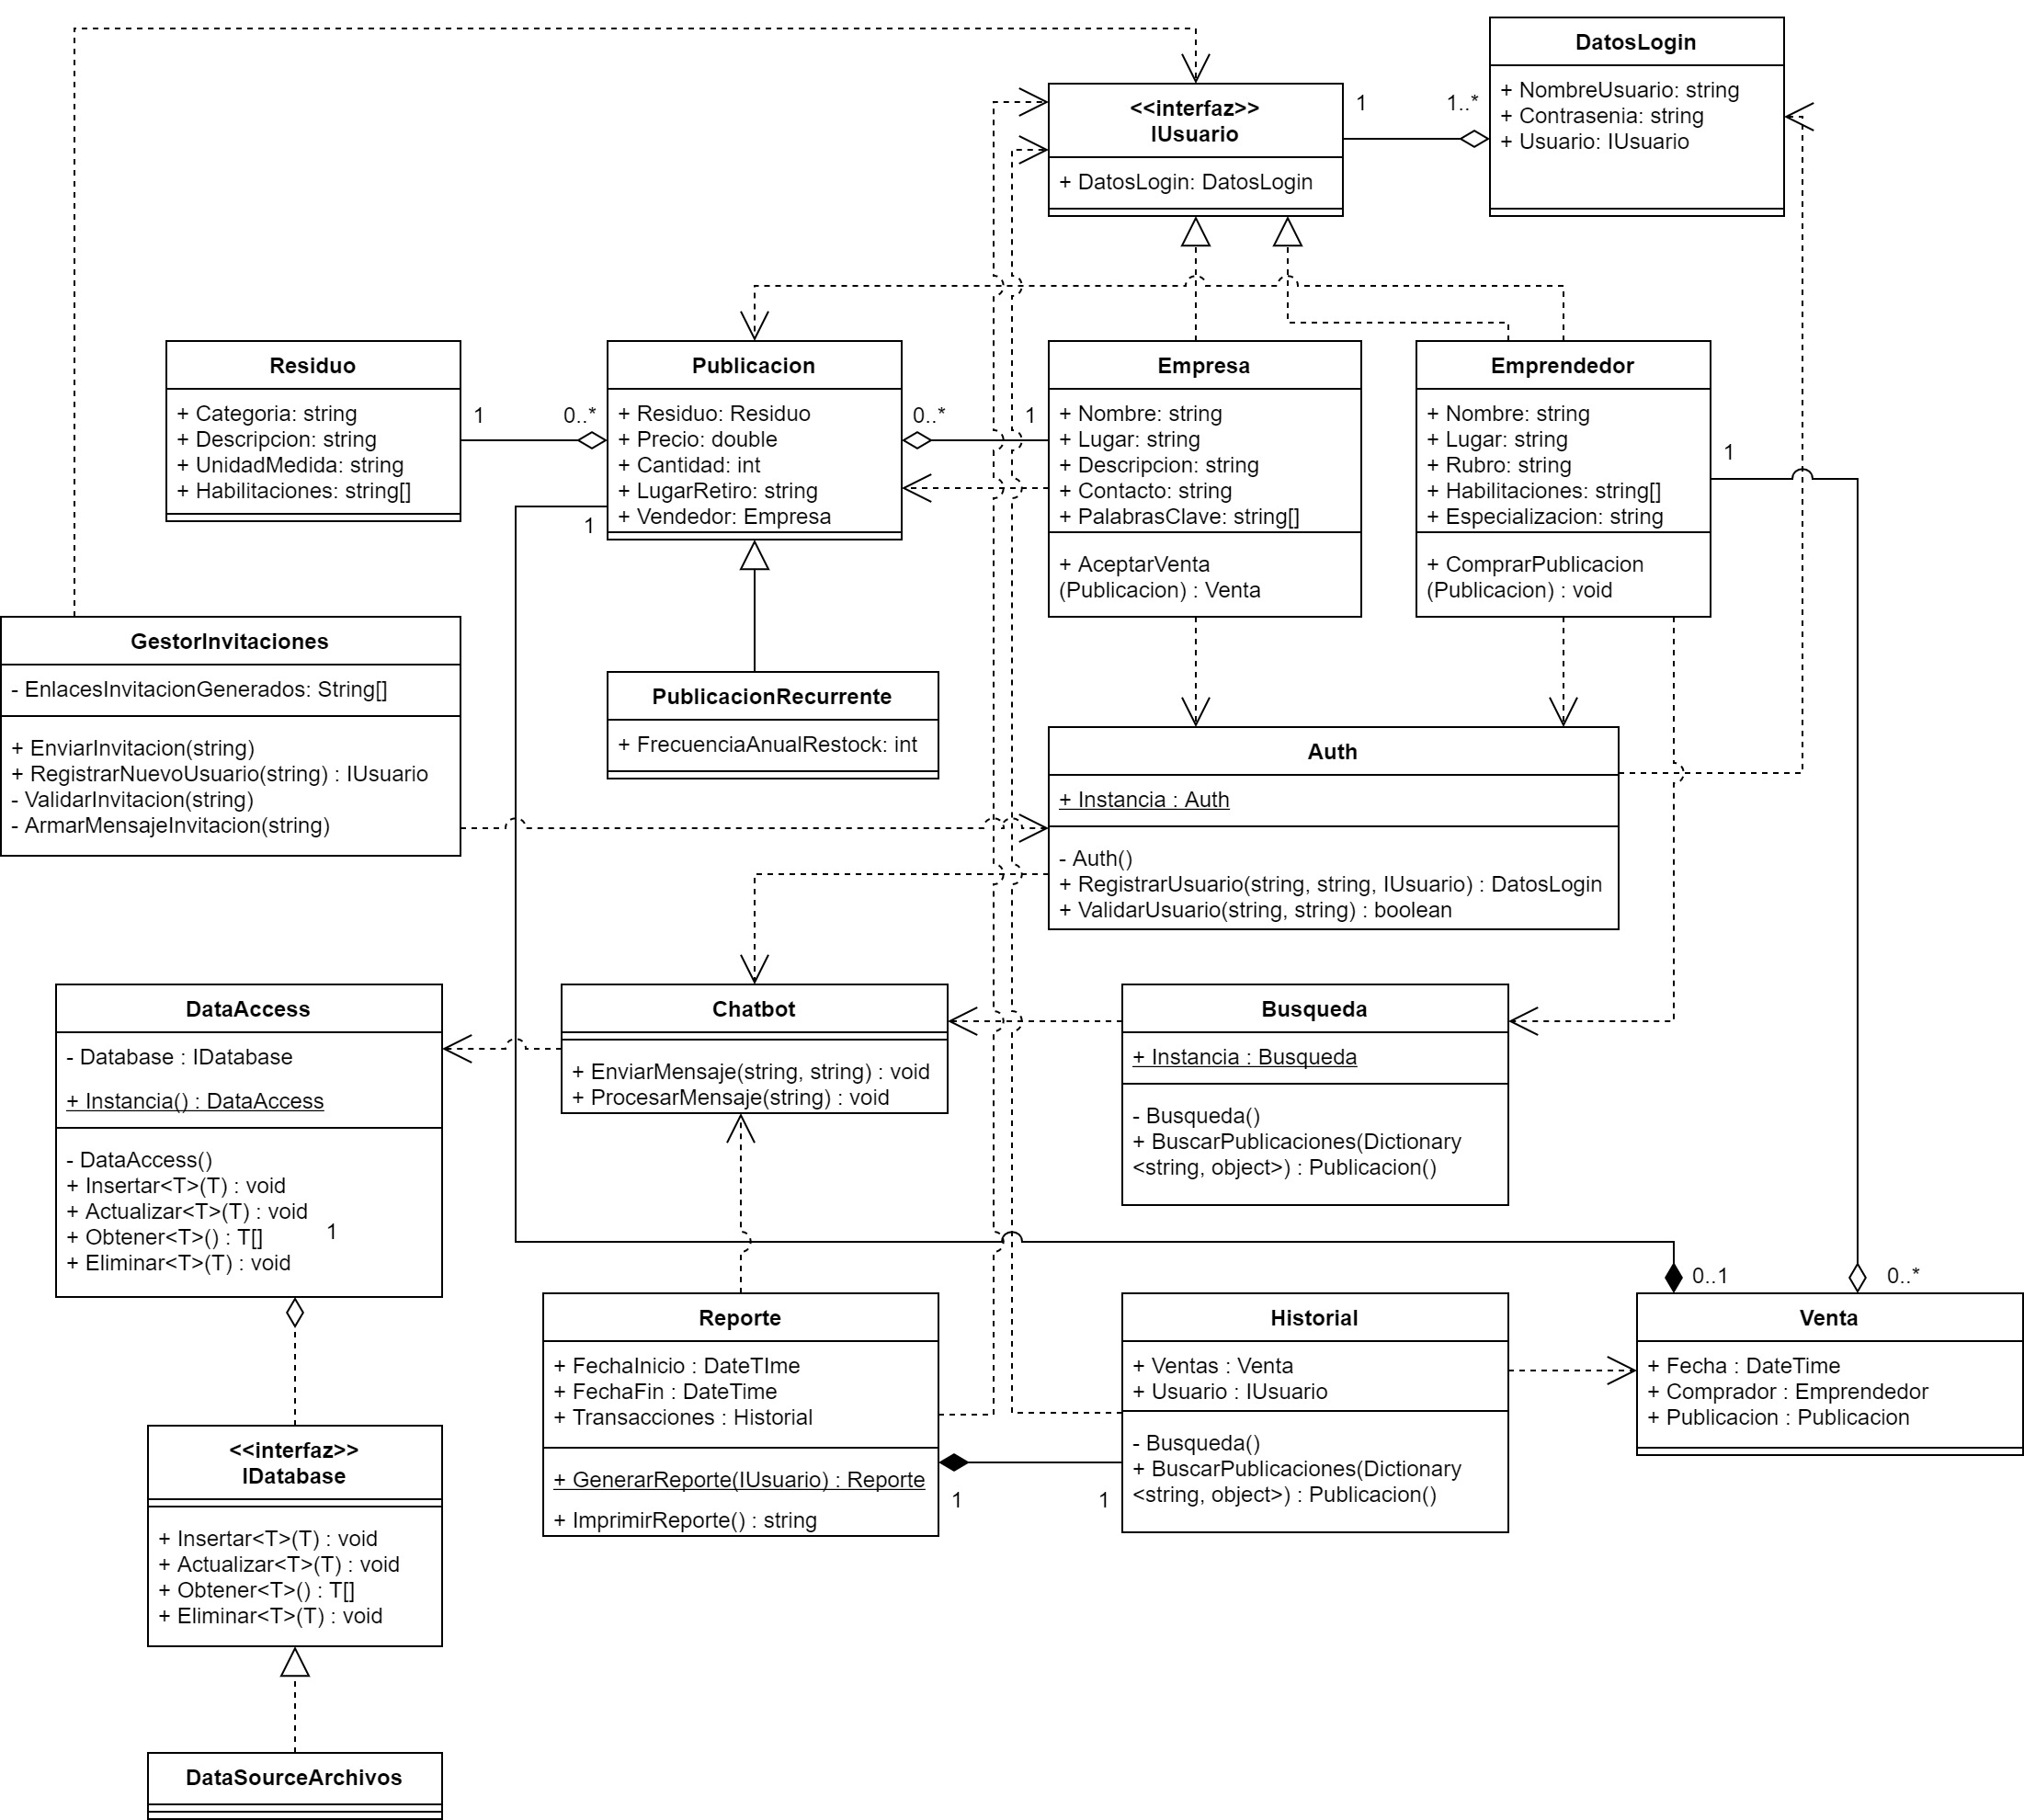 DatosLogin
+ NombreUsuario: string
+ Contrasenia: string
+ Usuario: IUsuario
<<interfaz>>
IUsuario
+ DatosLogin: DatosLogin
1
1..*
Residuo
+ Categoria: string
+ Descripcion: string
+ UnidadMedida: string
+ Habilitaciones: string[]
1
0..*
Publicacion
+ Residuo: Residuo
+ Precio: double
+ Cantidad: int
+ LugarRetiro: string
+ Vendedor: Empresa
1
0..*
1
Empresa
+ Nombre: string
+ Lugar: string
+ Descripcion: string
+ Contacto: string
+ PalabrasClave: string[]
+ AceptarVenta
(Publicacion) : Venta
Emprendedor
+ Nombre: string
+ Lugar: string
+ Rubro: string
+ Habilitaciones: string[]
+ Especializacion: string
+ ComprarPublicacion
(Publicacion) : void
1
GestorInvitaciones
- EnlacesInvitacionGenerados: String[]
+ EnviarInvitacion(string)
+ RegistrarNuevoUsuario(string) : IUsuario
- ValidarInvitacion(string)
- ArmarMensajeInvitacion(string)
PublicacionRecurrente
+ FrecuenciaAnualRestock: int
Auth
+ Instancia : Auth
- Auth()
+ RegistrarUsuario(string, string, IUsuario) : DatosLogin
+ ValidarUsuario(string, string) : boolean
DataAccess
- Database : IDatabase
+ Instancia() : DataAccess
- DataAccess()
+ Insertar<T>(T) : void
+ Actualizar<T>(T) : void
+ Obtener<T>() : T[]
+ Eliminar<T>(T) : void
1
Chatbot
+ EnviarMensaje(string, string) : void
+ ProcesarMensaje(string) : void
Busqueda
+ Instancia : Busqueda
- Busqueda()
+ BuscarPublicaciones(Dictionary
<string, object>) : Publicacion()
0..1
0..*
Reporte
+ FechaInicio : DateTIme
+ FechaFin : DateTime
+ Transacciones : Historial
+ GenerarReporte(IUsuario) : Reporte
+ ImprimirReporte() : string
1
1
Historial
+ Ventas : Venta
+ Usuario : IUsuario
- Busqueda()
+ BuscarPublicaciones(Dictionary
<string, object>) : Publicacion()
Venta
+ Fecha : DateTime
+ Comprador : Emprendedor
+ Publicacion : Publicacion
<<interfaz>>
IDatabase
+ Insertar<T>(T) : void
+ Actualizar<T>(T) : void
+ Obtener<T>() : T[]
+ Eliminar<T>(T) : void
DataSourceArchivos